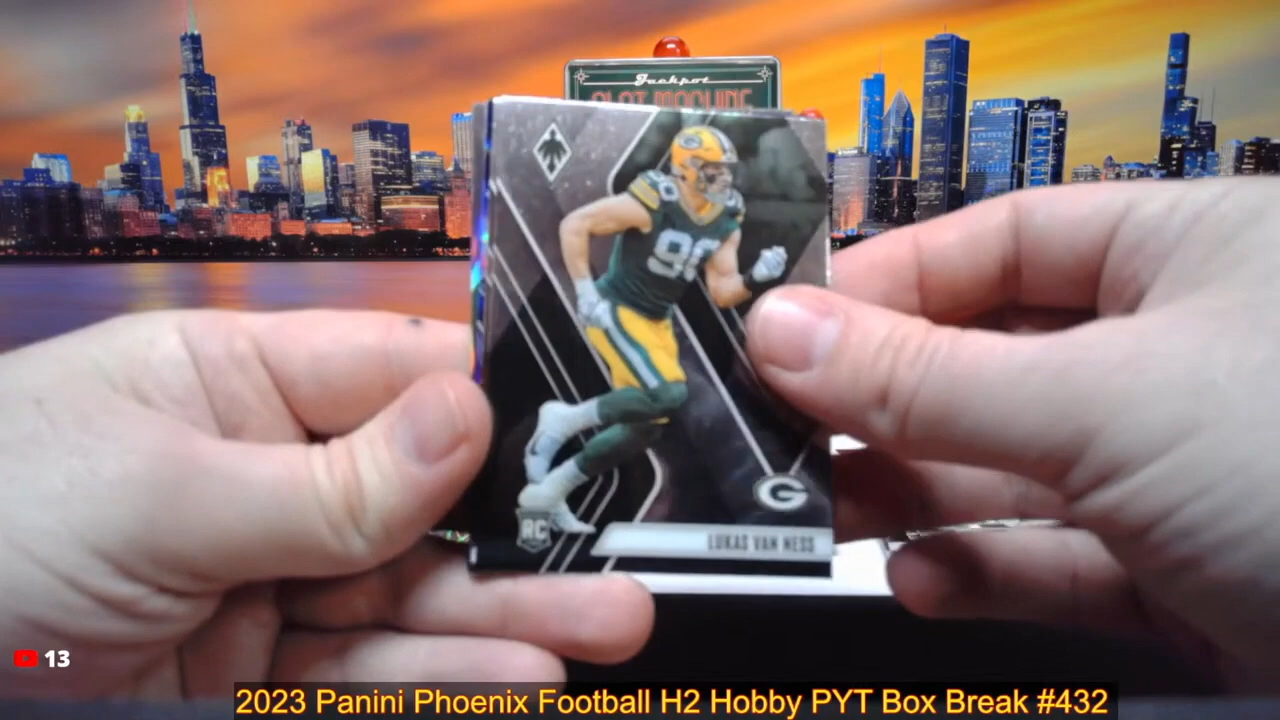 Jackpot
SLOT MACHINE
G
90
RC
G
LUKAS VAN NESS
13
2023 Panini Phoenix Football H2 Hobby PYT Box Break #432